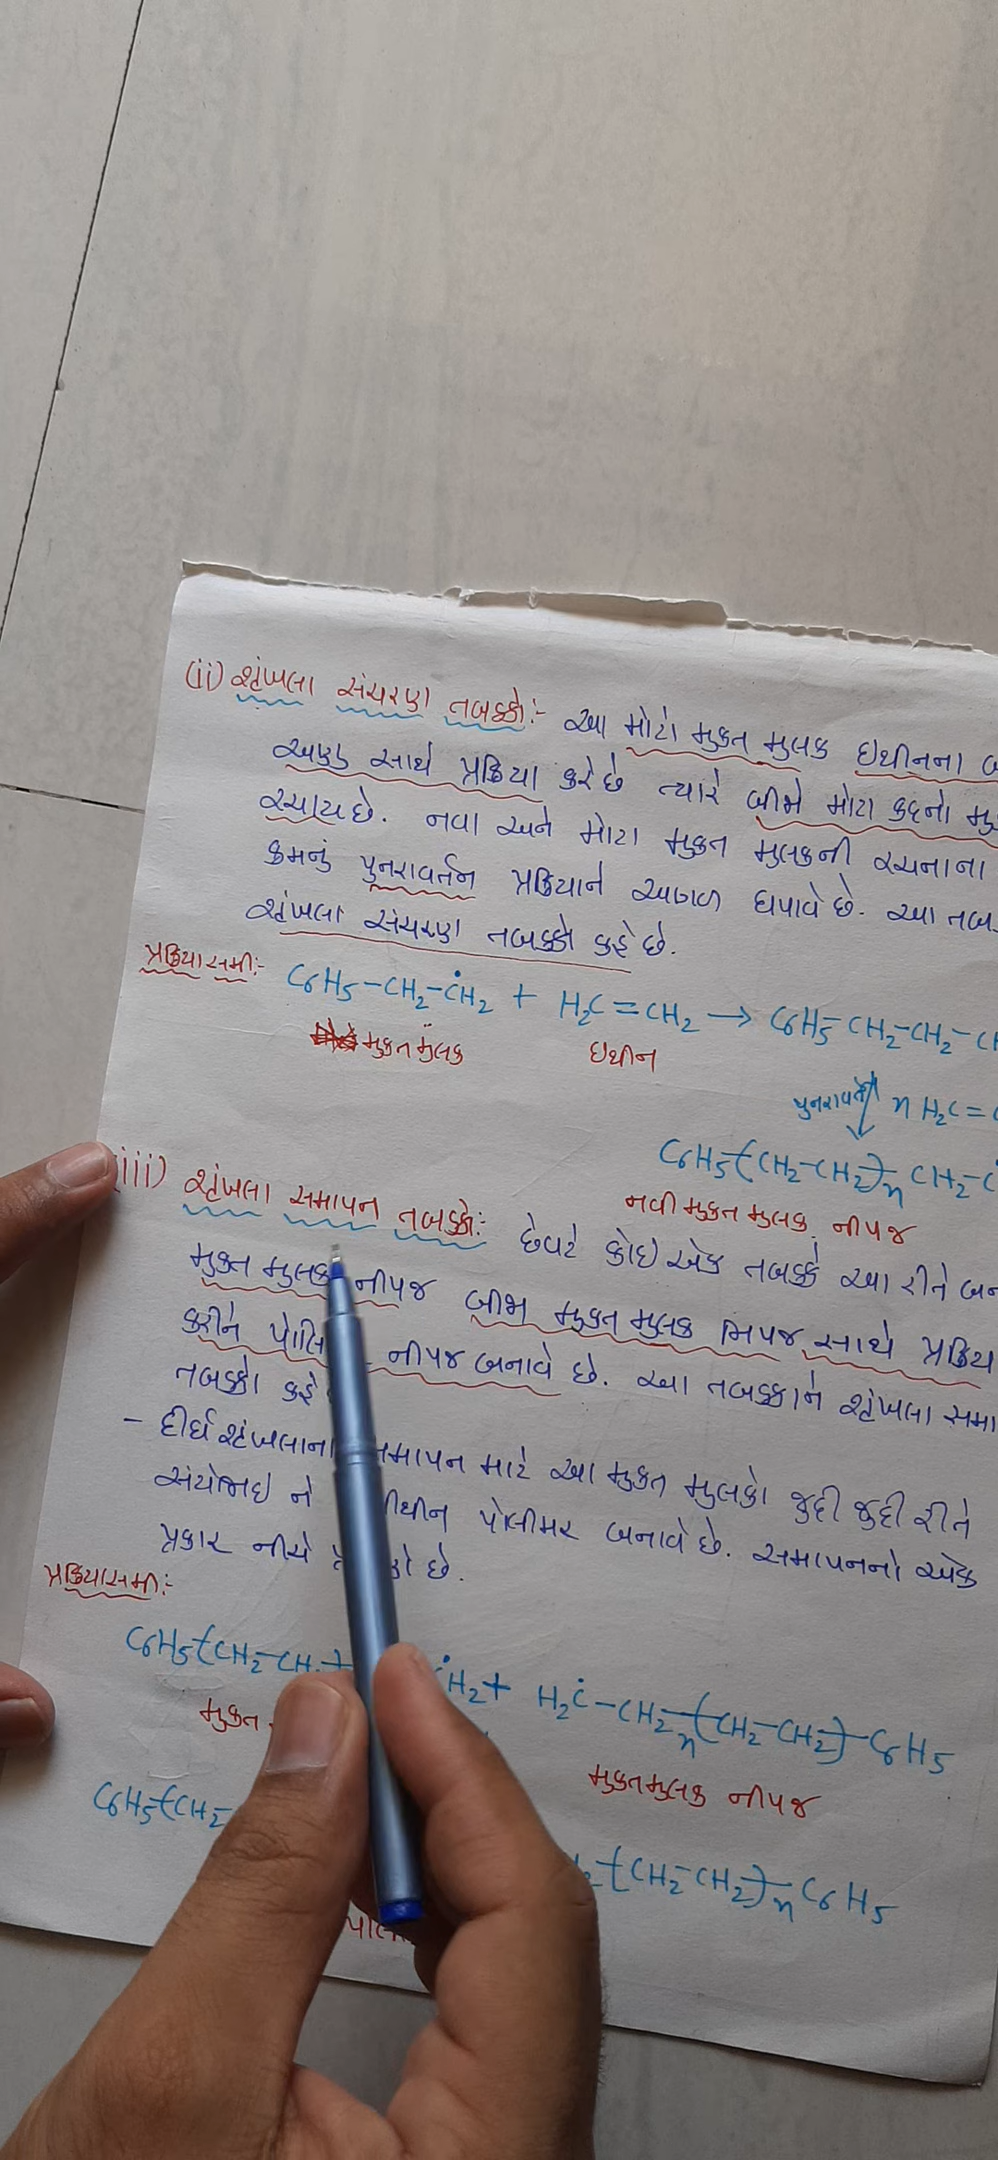 (ii) શૃંખલા સંચરણ તબક્કો:- આ મોટો મુક્ત મુલક ઇથીનના
અણુ સાથે પ્રક્રિયા કરે છે ત્યારે બીજો મોટા કદનો
રચાય છે. નવા અને મોટા મુક્ત મુલકની રચનાના
ક્રમનું પુનરાવર્તન પ્રક્રિયાને આગળ ધપાવે છે. આ તબ
શૃંખલા સંચરણ તબક્કો કહે છે.
પ્રક્રિયા સમી:- C6H5-CH2-ĊH2 + H2C=CH2 → C6H5-CH2-CH2-
મુક્ત મુલક ઇથીન
n H2C=
C6H5-(CH2-CH2)n-CH2-
નવી મુક્ત મુલક નીપજ
(iii) શૃંખલા સમાપન તબક્કો:- છેવટે કોઇ એક તબક્કે આ રીતે બન
મુક્ત મુલક નીપજ બીજા મુક્ત મુલક નિપજ સાથે પ્રક્રિય
કરીને પોલિ નીપજ બનાવે છે. આ તબક્કાને શૃંખલા સમા
તબક્કો કહે
- દીર્ઘ શૃંખલાના સમાપન માટે આ મુક્ત મુલકો જુદી જુદી રીતે
સંયોજાઇ ને પોલીમર બનાવે છે. સમાપનનો એક
પ્રકાર નીચે છે.
પ્રક્રિયા સમી:-
C6H5-(CH2-CH ĊH2 + H2Ċ-CH2-n(CH2-CH2)-C6H5
મુક્ત મુક્ત મુલક નીપજ
C6H5-(CH2 -(CH2-CH2)n-C6H5